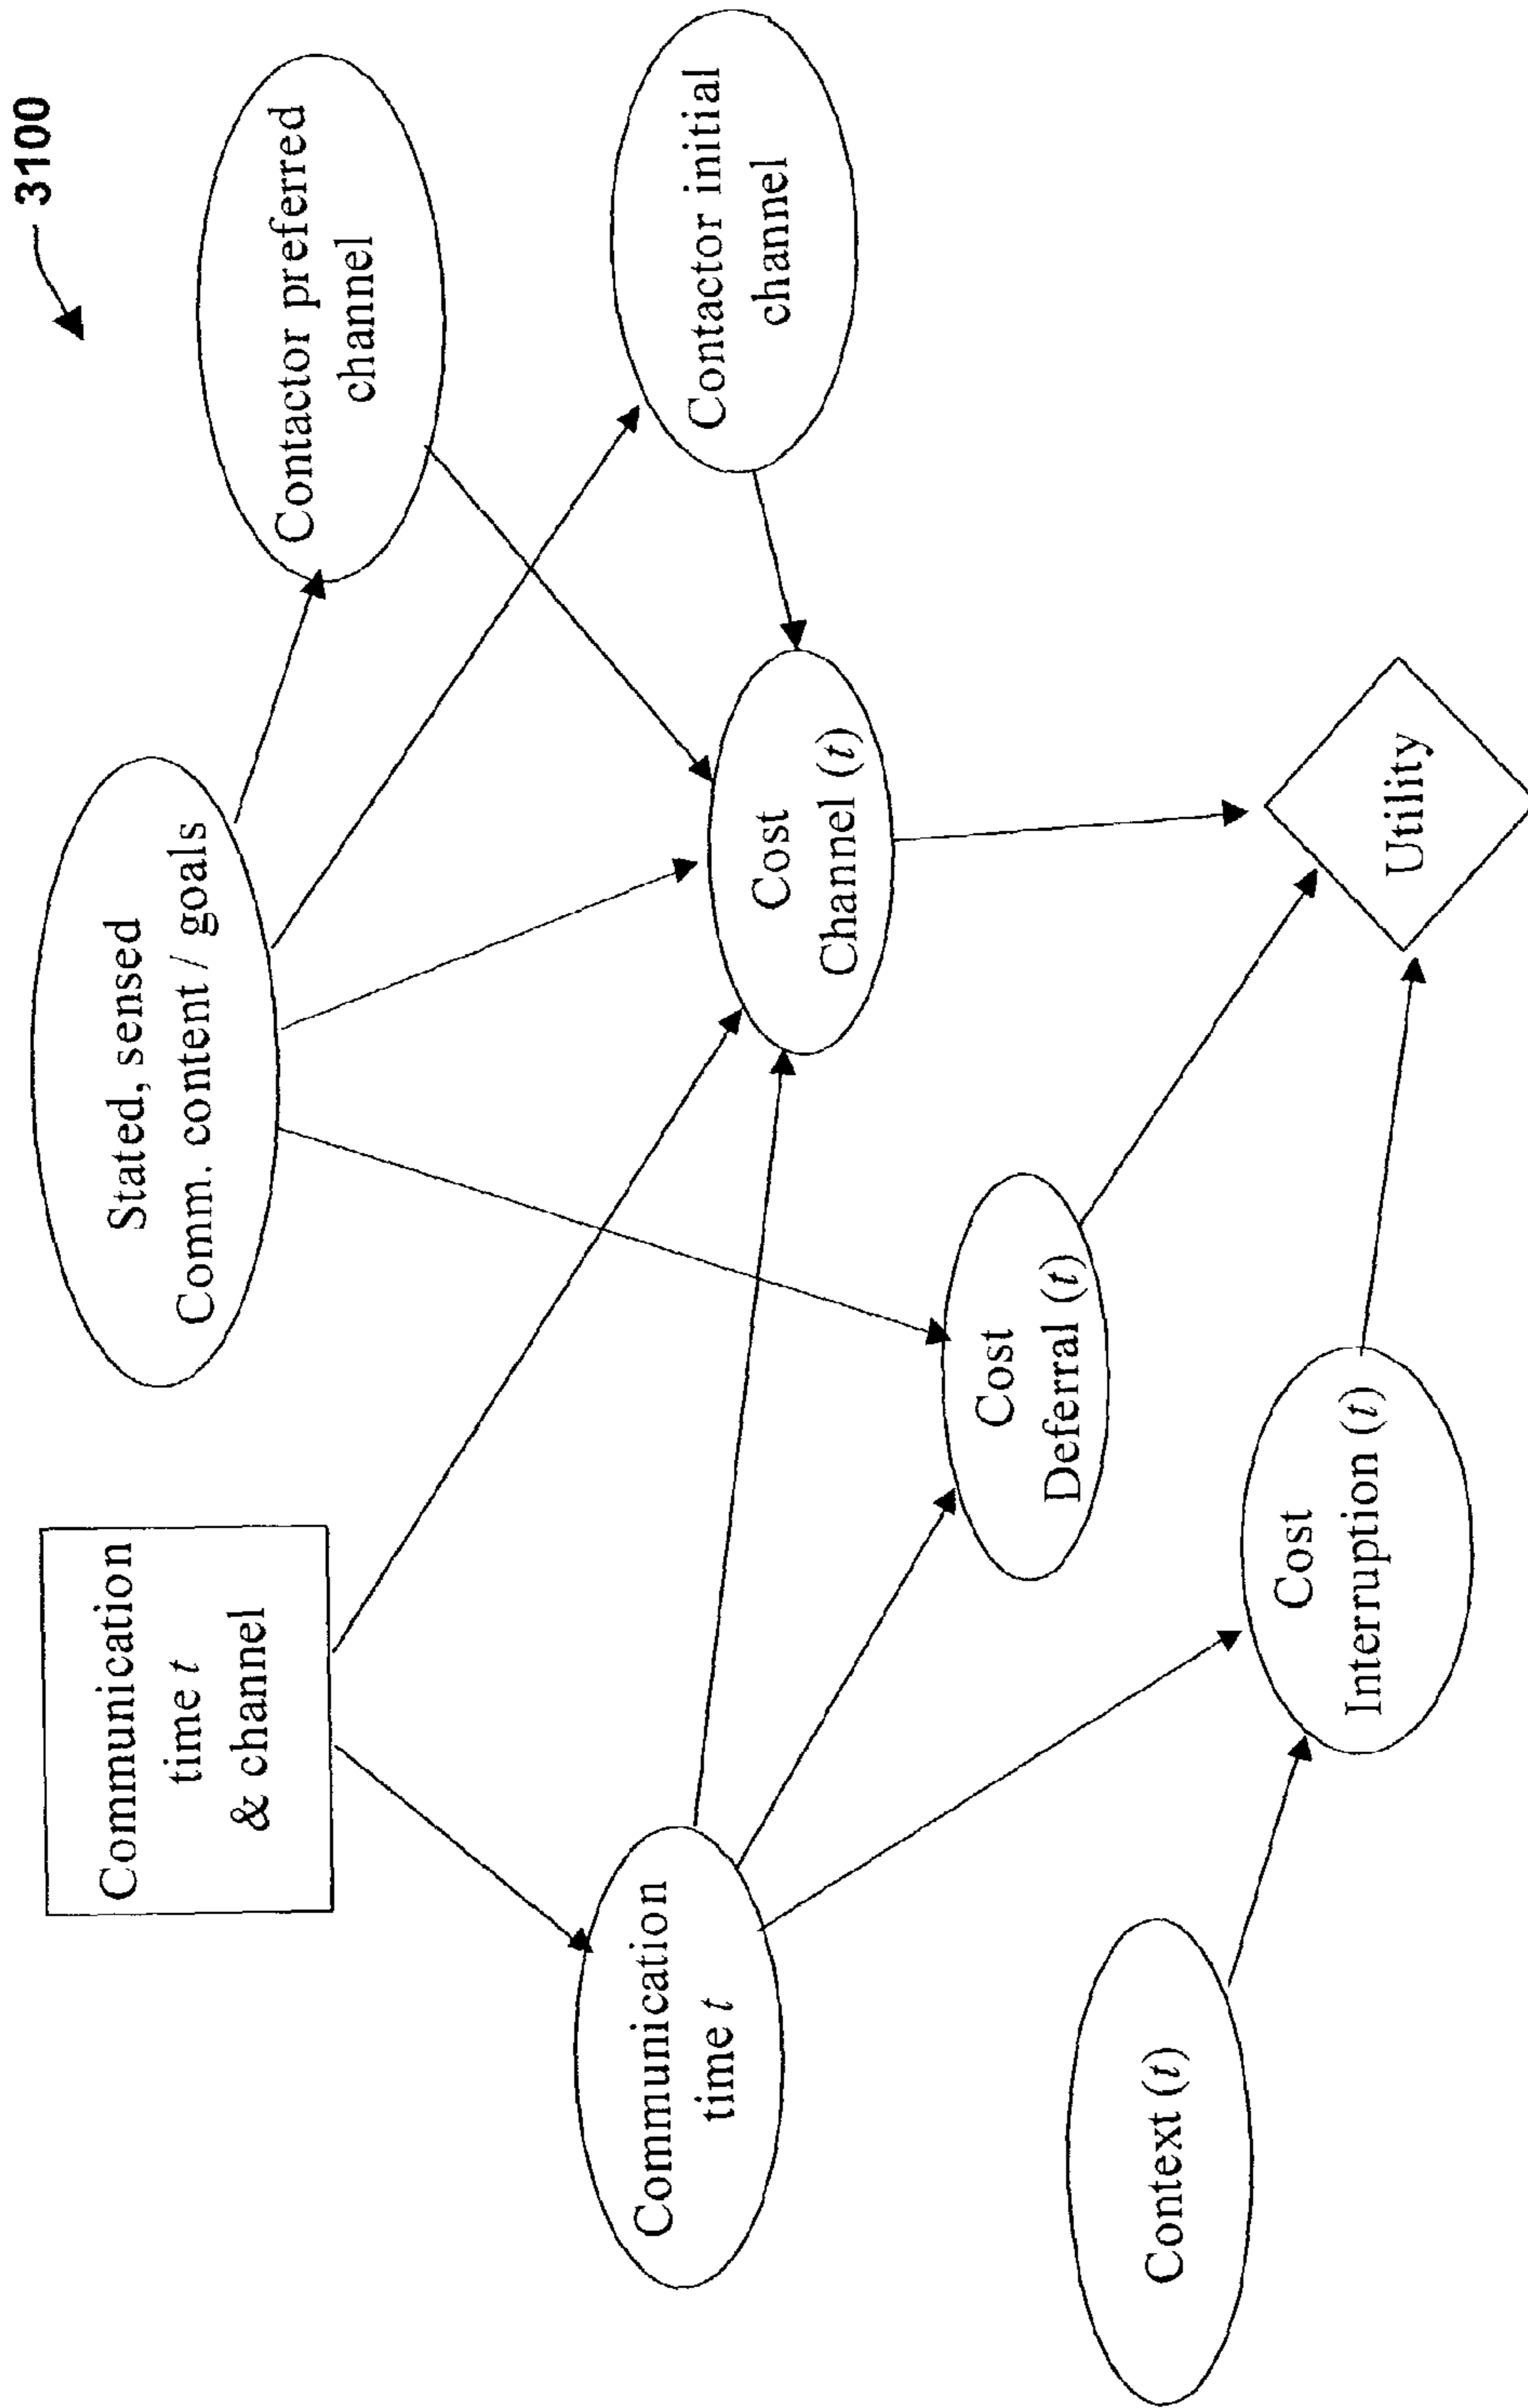 3100
Communication
time t
& channel
Stated, sensed
Comm. content / goals
Contactor preferred
channel
Communication
time t
Cost
Channel (t)
Contactor initial
channel
Cost
Deferral (t)
Context (t)
Cost
Interruption (t)
Utility